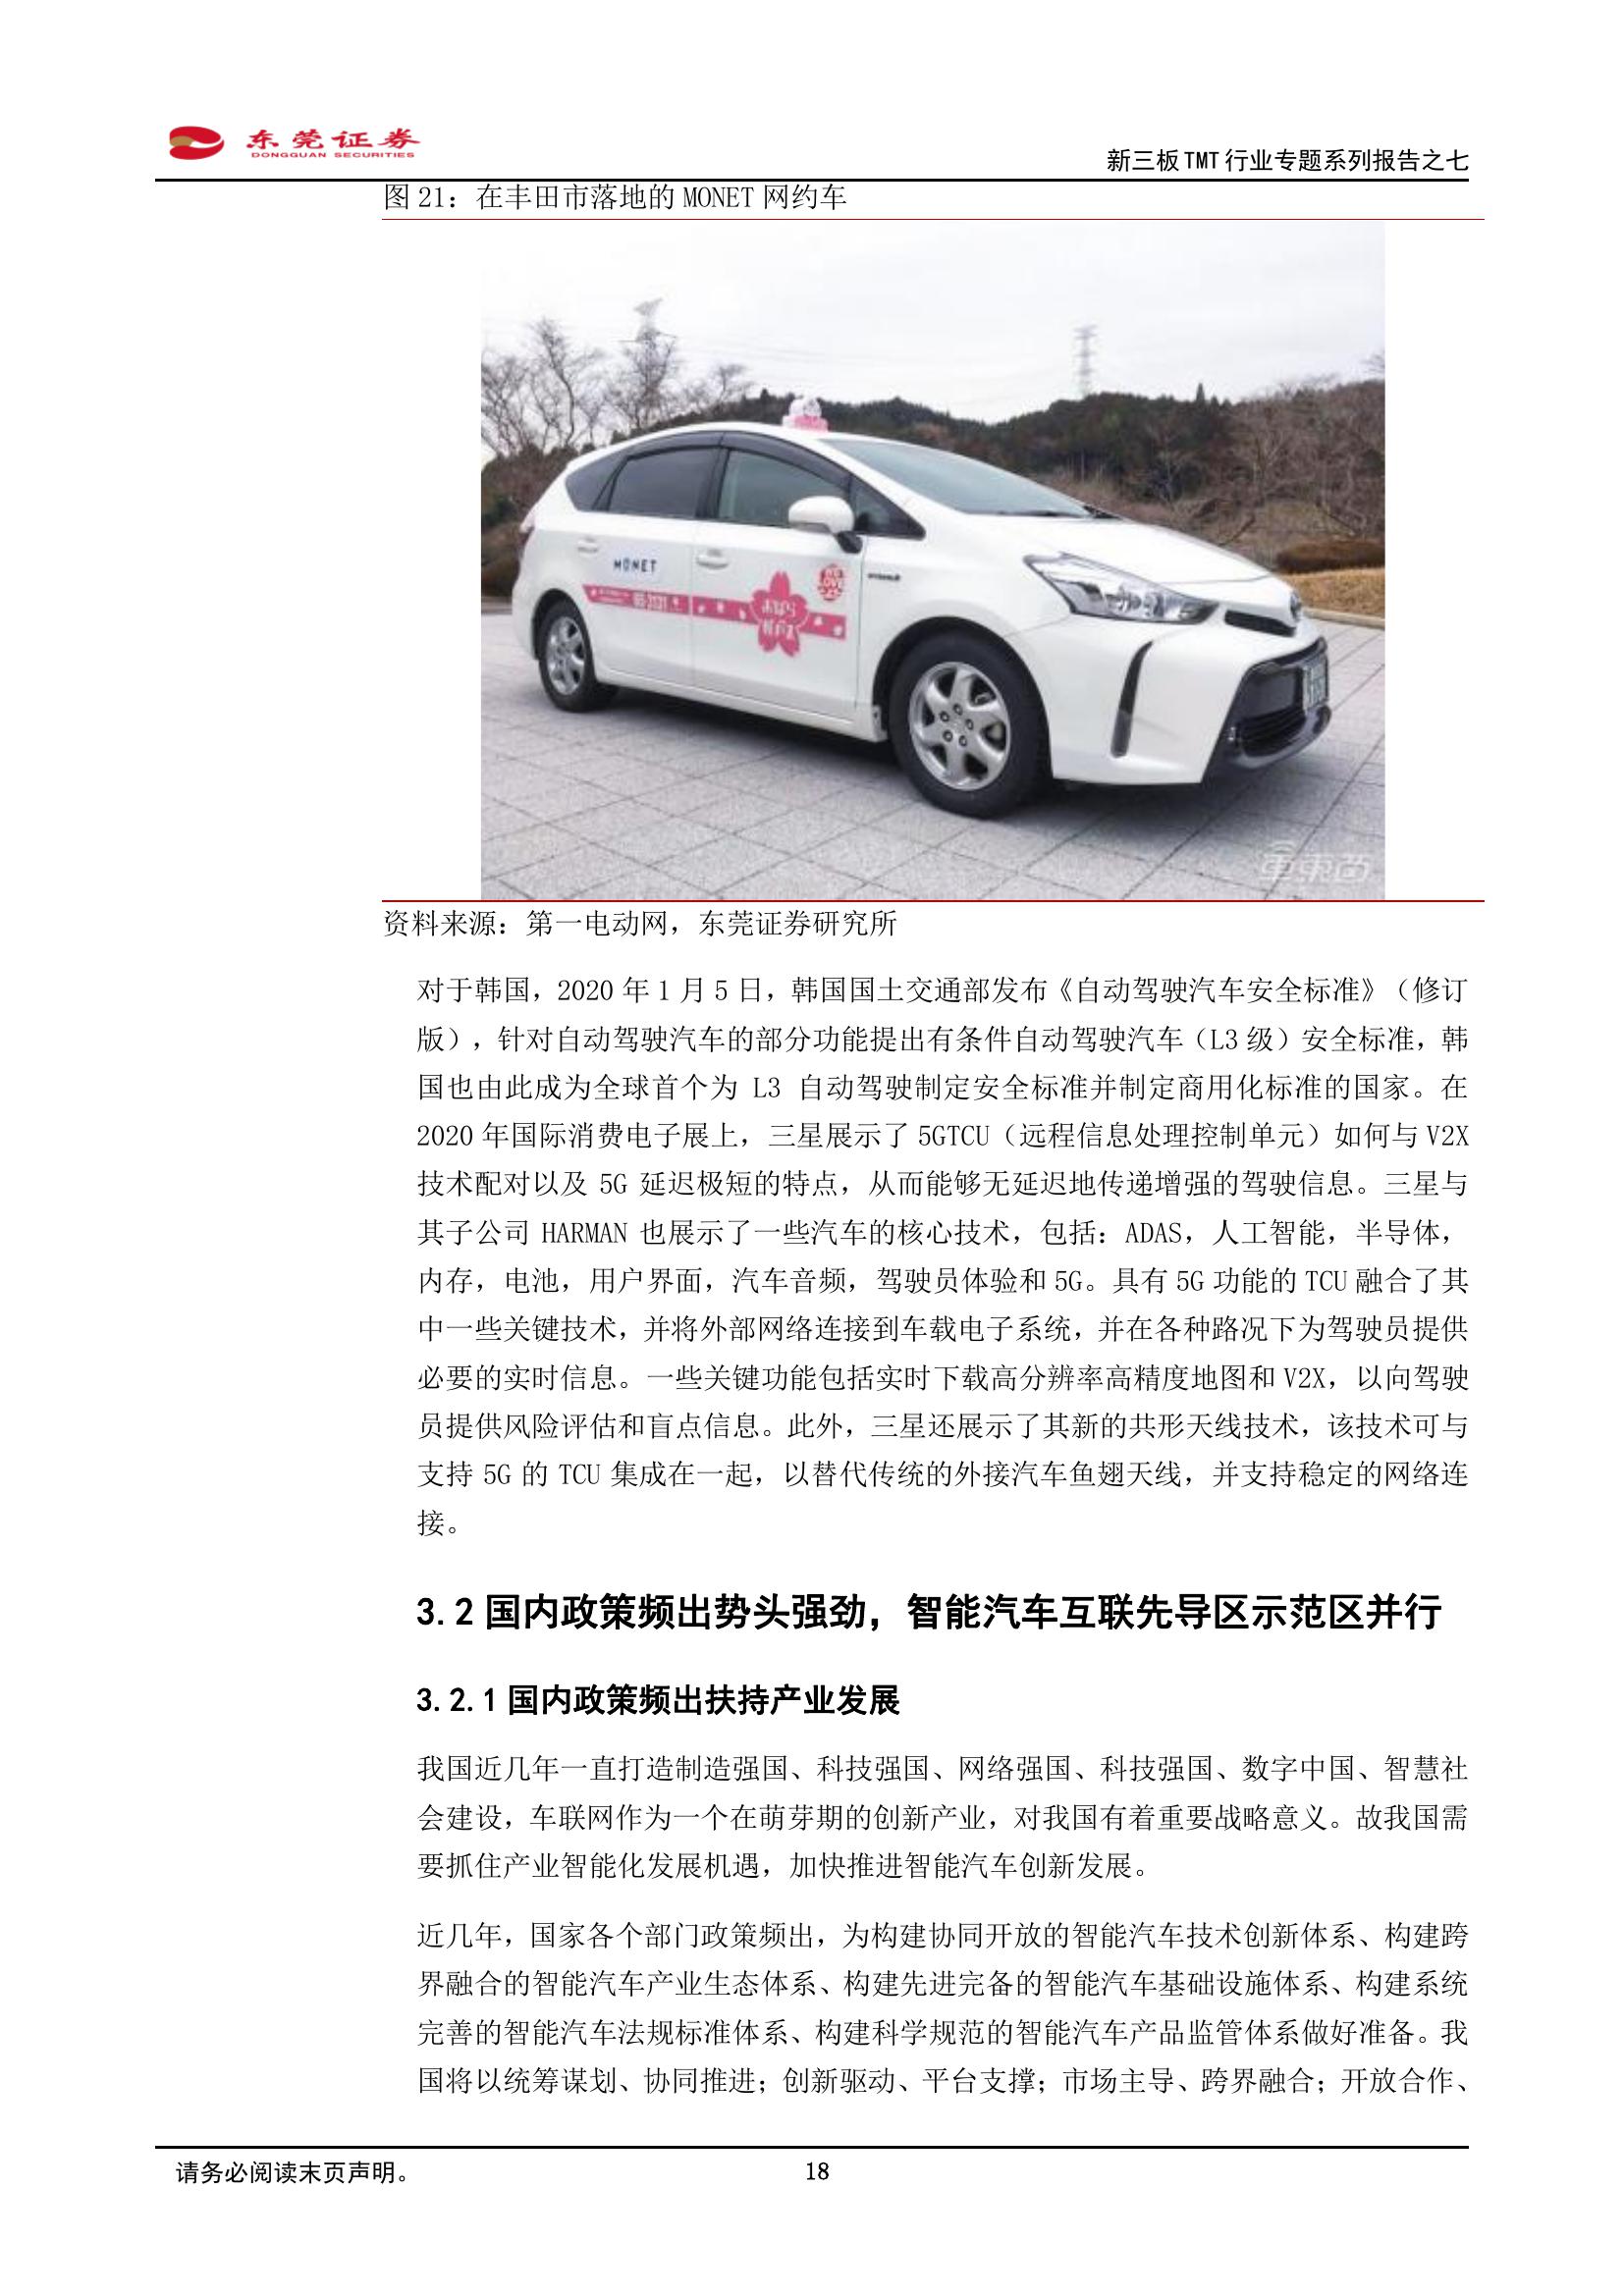 东莞证券
DONGGUAN SECURITIES
新三板 TMT 行业专题系列报告之七
图 21：在丰田市落地的 MONET 网约车
MONET
WE
LOVE
车东西
资料来源：第一电动网，东莞证券研究所
对于韩国，2020 年 1 月 5 日，韩国国土交通部发布《自动驾驶汽车安全标准》（修订
版），针对自动驾驶汽车的部分功能提出有条件自动驾驶汽车（L3 级）安全标准，韩
国也由此成为全球首个为 L3 自动驾驶制定安全标准并制定商用化标准的国家。在
2020 年国际消费电子展上，三星展示了 5GTCU（远程信息处理控制单元）如何与 V2X
技术配对以及 5G 延迟极短的特点，从而能够无延迟地传递增强的驾驶信息。三星与
其子公司 HARMAN 也展示了一些汽车的核心技术，包括：ADAS，人工智能，半导体，
内存，电池，用户界面，汽车音频，驾驶员体验和 5G。具有 5G 功能的 TCU 融合了其
中一些关键技术，并将外部网络连接到车载电子系统，并在各种路况下为驾驶员提供
必要的实时信息。一些关键功能包括实时下载高分辨率高精度地图和 V2X，以向驾驶
员提供风险评估和盲点信息。此外，三星还展示了其新的共形天线技术，该技术可与
支持 5G 的 TCU 集成在一起，以替代传统的外接汽车鱼翅天线，并支持稳定的网络连
接。
3.2 国内政策频出势头强劲，智能汽车互联先导区示范区并行
3.2.1 国内政策频出扶持产业发展
我国近几年一直打造制造强国、科技强国、网络强国、科技强国、数字中国、智慧社
会建设，车联网作为一个在萌芽期的创新产业，对我国有着重要战略意义。故我国需
要抓住产业智能化发展机遇，加快推进智能汽车创新发展。
近几年，国家各个部门政策频出，为构建协同开放的智能汽车技术创新体系、构建跨
界融合的智能汽车产业生态体系、构建先进完备的智能汽车基础设施体系、构建系统
完善的智能汽车法规标准体系、构建科学规范的智能汽车产品监管体系做好准备。我
国将以统筹谋划、协同推进；创新驱动、平台支撑；市场主导、跨界融合；开放合作、
请务必阅读末页声明。
18